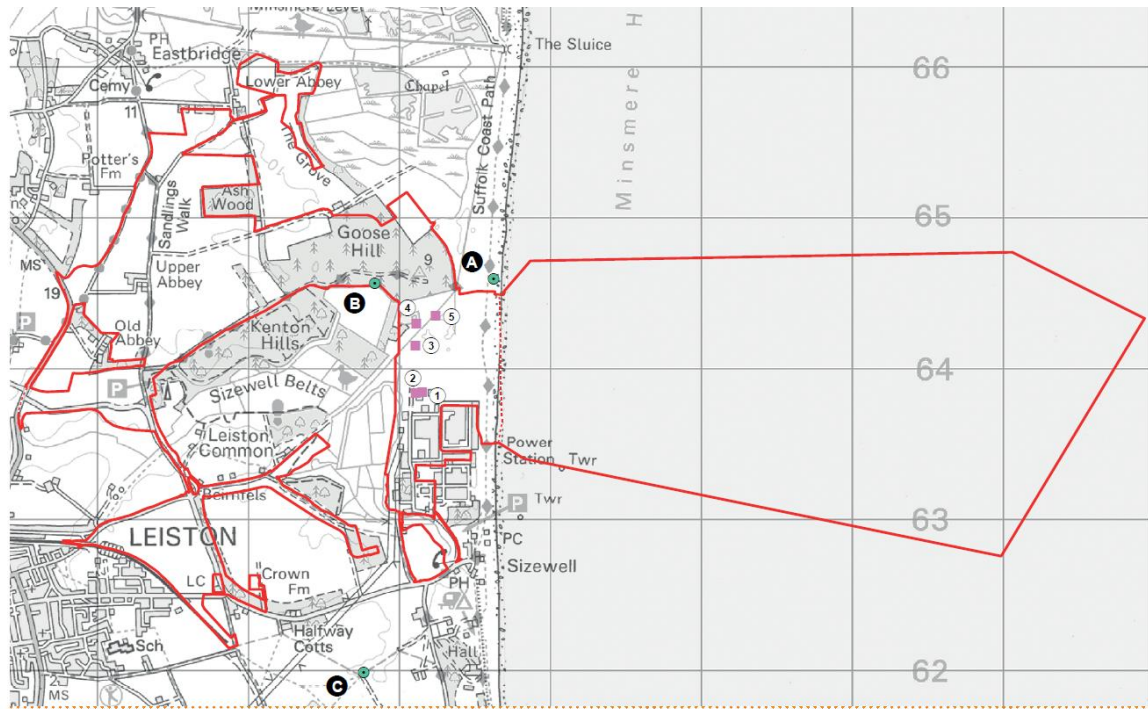 Minsmere Level
PH
Eastbridge
The Sluice
Minsmere H
66
Cemy
Lower Abbey
Chapel
11
Suffolk Coast Path
Potter's
Fm
The Grove
Ash
Wood
Sandlings
Walk
65
Goose
Hill
A
MS
Upper
Abbey
9
19
B
4
5
P
Old
Abbey
Kenton
Hills
3
P
Sizewell Belts
64
2
1
Leiston
Common
Power
Station
Twr
P
Twr
63
LEISTON
PC
Sizewell
LC
Crown
Fm
PH
Halfway
Cotts
Sch
Hall
62
C
2
MS